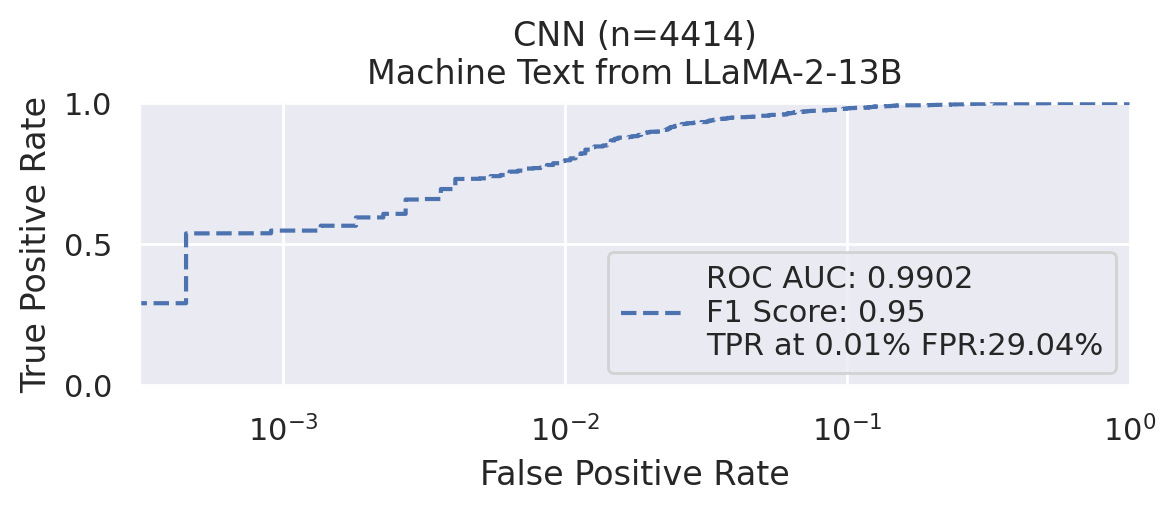 CNN (n=4414)
Machine Text from LLaMA-2-13B
True Positive Rate
1.0
0.5
0.0
ROC AUC: 0.9902
F1 Score: 0.95
TPR at 0.01% FPR:29.04%
10⁻³ 10⁻² 10⁻¹ 10⁰
False Positive Rate